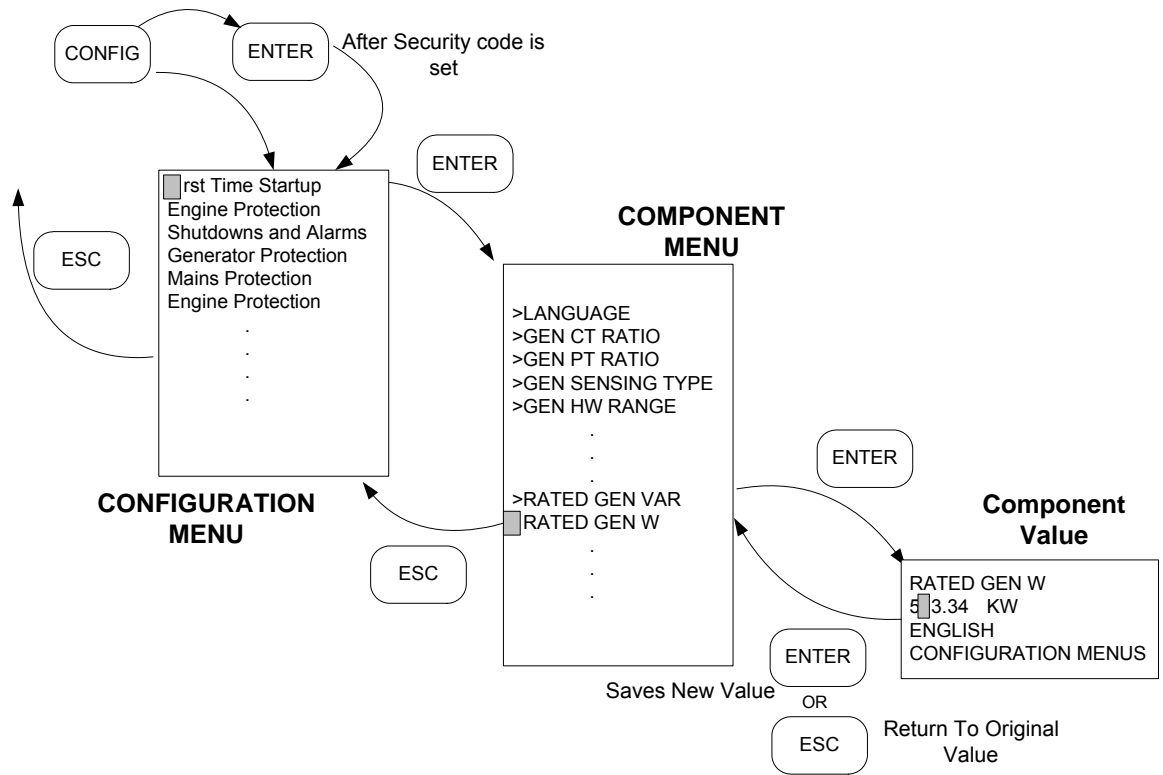 CONFIG
ENTER
After Security code is
set
ENTER
rst Time Startup
Engine Protection
Shutdowns and Alarms
Generator Protection
Mains Protection
Engine Protection
.
.
.
.
ESC
CONFIGURATION
MENU
COMPONENT
MENU
>LANGUAGE
>GEN CT RATIO
>GEN PT RATIO
>GEN SENSING TYPE
>GEN HW RANGE
.
.
.
>RATED GEN VAR
RATED GEN W
.
.
.
ESC
ENTER
Component
Value
RATED GEN W
5 3.34 KW
ENGLISH
CONFIGURATION MENUS
Saves New Value
ENTER
OR
ESC
Return To Original
Value